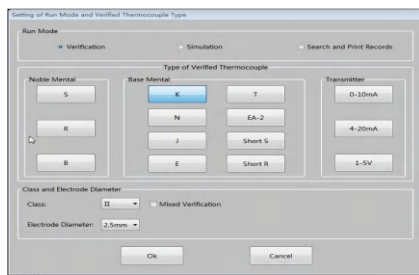 Setting of Run Mode and Verified Thermocouple Type
Run Mode
Verification Simulation Search and Print Records
Type of Verified Thermocouple
Noble Mental Base Mental Transmitter
S K T 0-10mA
N EA-2
R 4-20mA
J Short S
B E Short R 1-5V
Class and Electrode Diameter
Class: II Mixed Verification
Electrode Diameter: 2.5mm
Ok Cancel